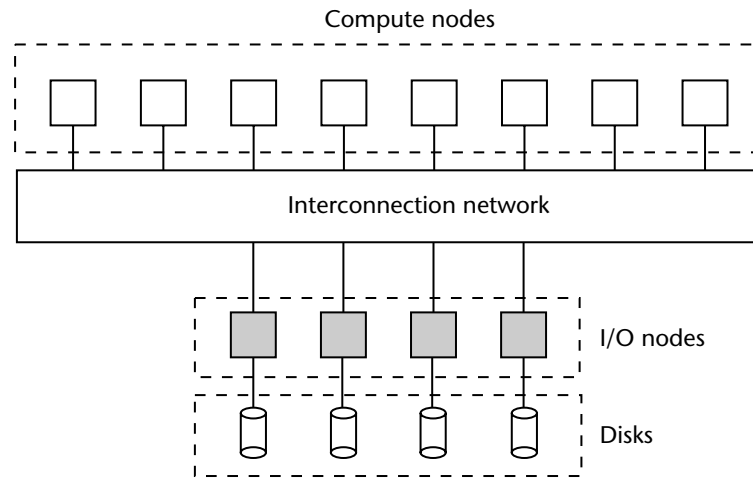 Compute nodes
Interconnection network
I/O nodes
Disks